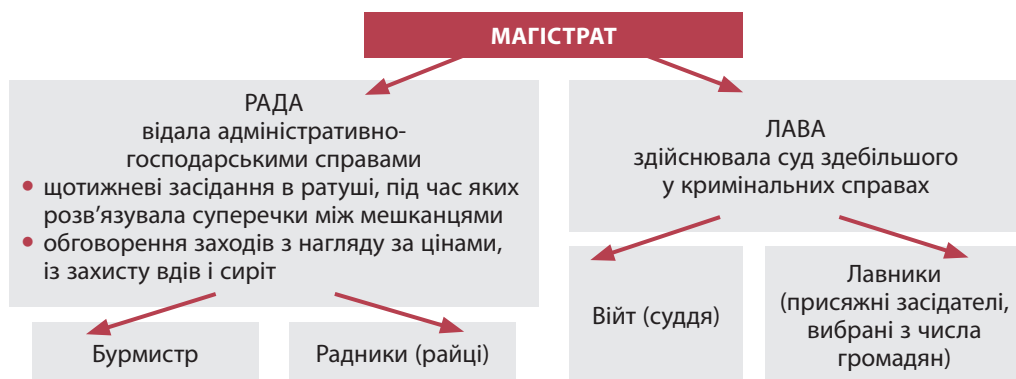 МАГІСТРАТ
РАДА
відала адміністративно-
господарськими справами
• щотижневі засідання в ратуші, під час яких
розв'язувала суперечки між мешканцями
• обговорення заходів з нагляду за цінами,
із захисту вдів і сиріт
Бурмистр
Радники (райці)
ЛАВА
здійснювала суд здебільшого
у кримінальних справах
Війт (суддя)
Лавники
(присяжні засідателі,
вибрані з числа
громадян)